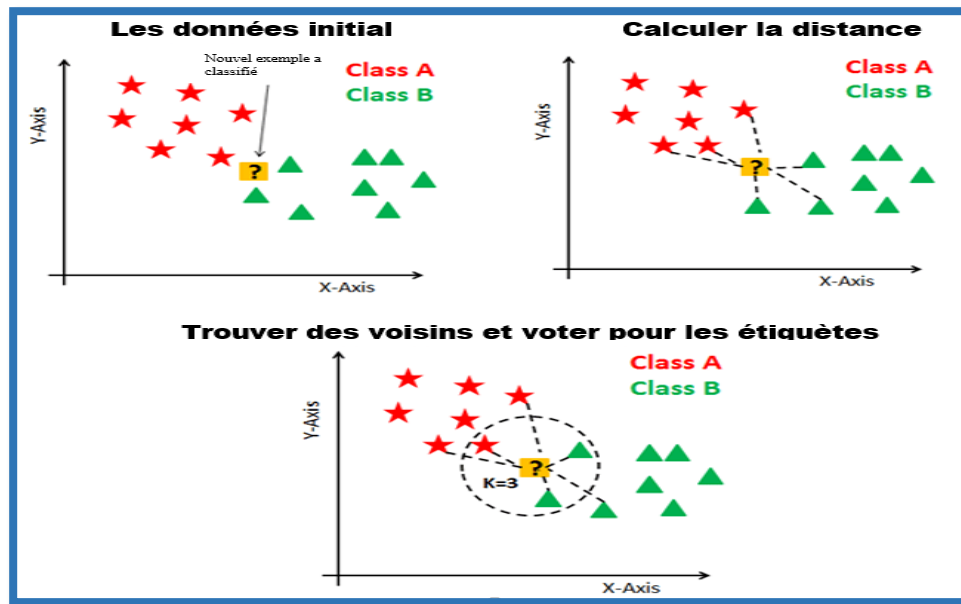 Les données initial
Nouvel exemple a
classifié
Class A
Class B
Y-Axis
?
X-Axis
Calculer la distance
Class A
Class B
Y-Axis
?
X-Axis
Trouver des voisins et voter pour les étiquètes
Class A
Class B
Y-Axis
?
K=3
X-Axis